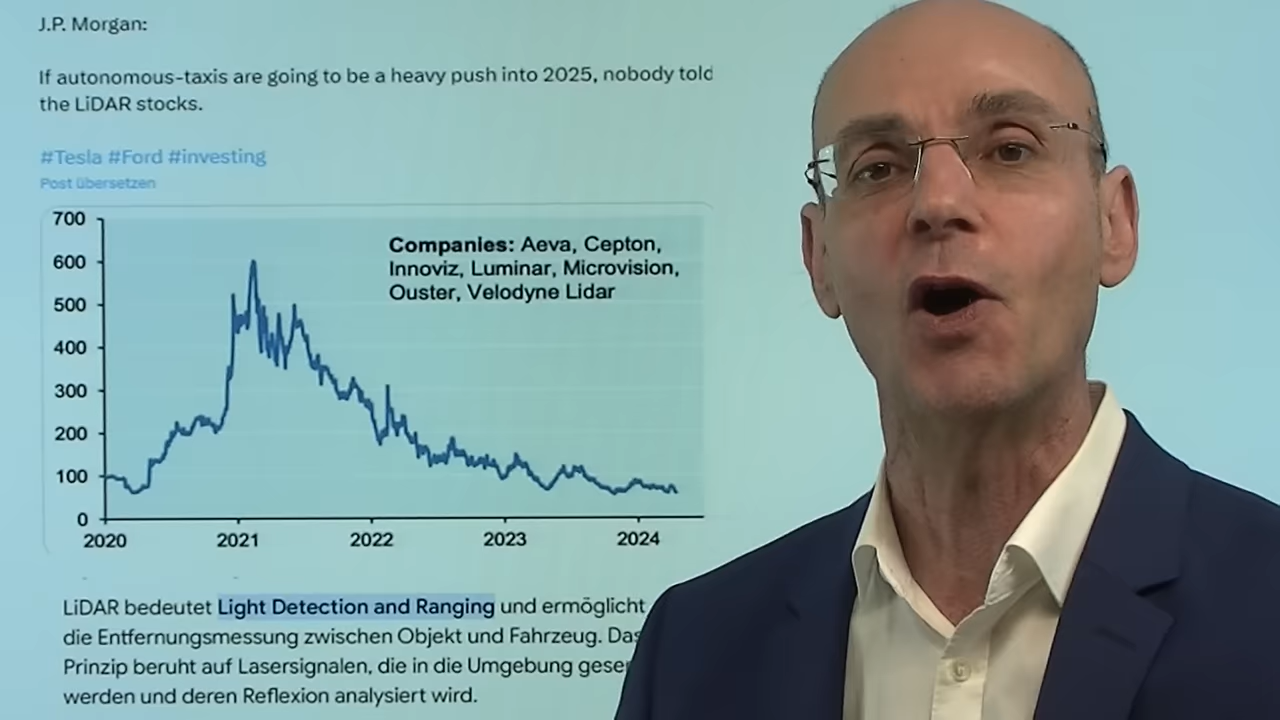 J.P. Morgan:
If autonomous-taxis are going to be a heavy push into 2025, nobody told
the LiDAR stocks.
#Tesla #Ford #investing
Post übersetzen
700
600
500
400
300
200
100
0
Companies: Aeva, Cepton,
Innoviz, Luminar, Microvision,
Ouster, Velodyne Lidar
2020 2021 2022 2023 2024
LiDAR bedeutet Light Detection and Ranging und ermöglicht
die Entfernungsmessung zwischen Objekt und Fahrzeug. Das
Prinzip beruht auf Lasersignalen, die in die Umgebung
werden und deren Reflexion analysiert wird.